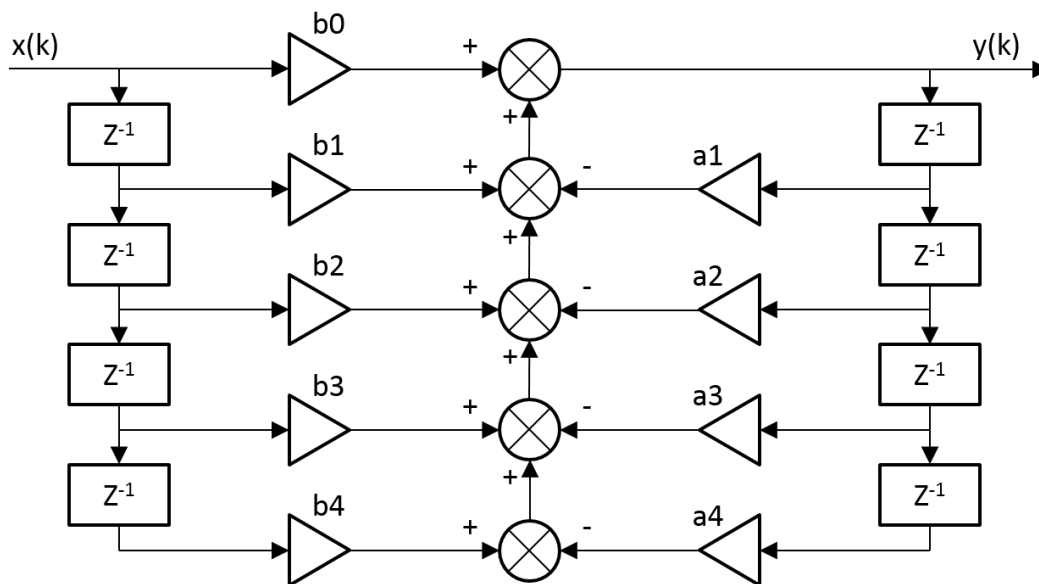 b0
x(k) + y(k)
Z-1 + Z-1
b1 + - a1
Z-1 + Z-1
b2 + - a2
Z-1 + Z-1
b3 + - a3
Z-1 + Z-1
b4 + - a4